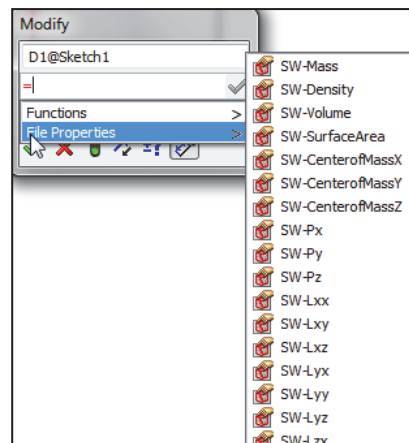 Modify
D1@Sketch1
=
Functions >
File Properties >
SW-Mass
SW-Density
SW-Volume
SW-SurfaceArea
SW-CenterofMassX
SW-CenterofMassY
SW-CenterofMassZ
SW-Px
SW-Py
SW-Pz
SW-Lxx
SW-Lxy
SW-Lxz
SW-Lyx
SW-Lyy
SW-Lyz
SW-Lzx